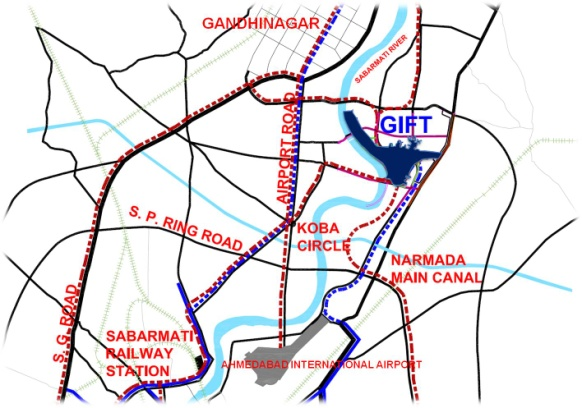 GANDHINAGAR
SABARMATI RIVER
GIFT
AIRPORT ROAD
S. P. RING ROAD
KOBA
CIRCLE
NARMADA
MAIN CANAL
S. G. ROAD
SABARMATI
RAILWAY
STATION
AHMEDABAD INTERNATIONAL AIRPORT